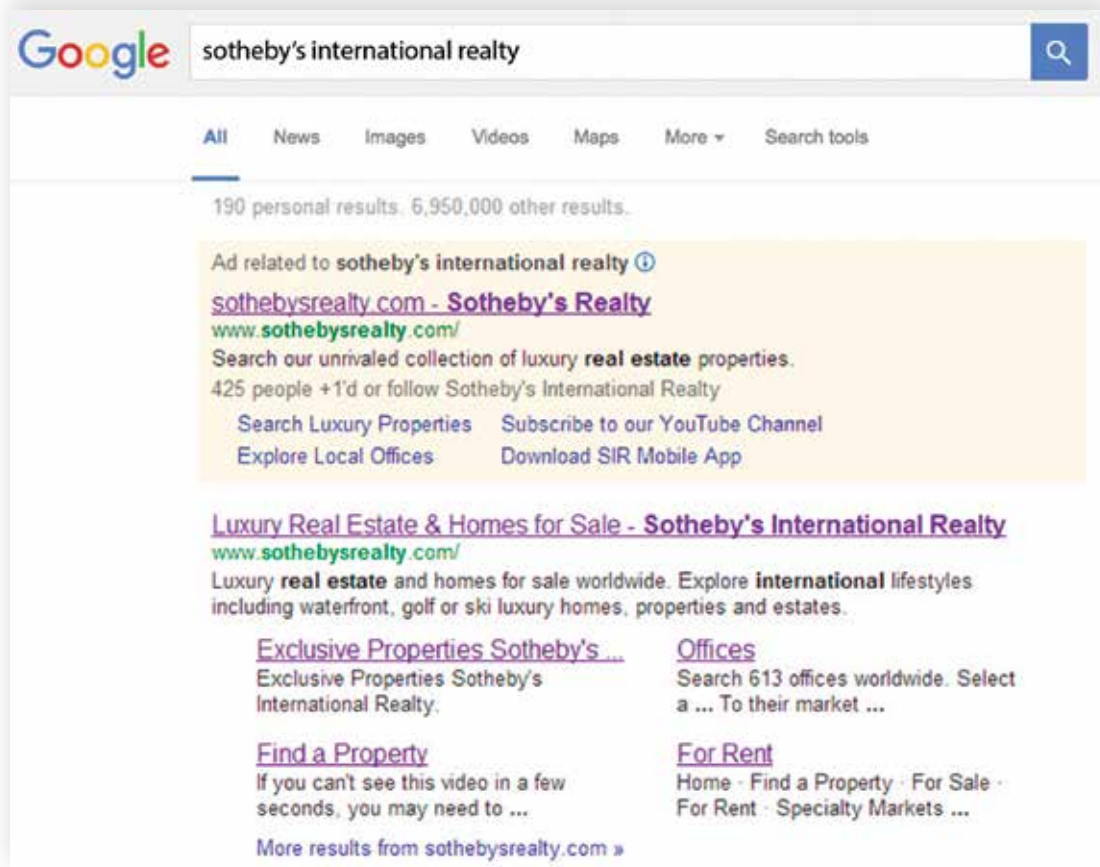 Google sotheby's international realty
All News Images Videos Maps More Search tools
190 personal results. 6,950,000 other results.
Ad related to sotheby's international realty
sothebysrealty.com - Sotheby's Realty
www.sothebysrealty.com/
Search our unrivaled collection of luxury real estate properties.
425 people +1'd or follow Sotheby's International Realty
Search Luxury Properties Subscribe to our YouTube Channel
Explore Local Offices Download SIR Mobile App
Luxury Real Estate & Homes for Sale - Sotheby's International Realty
www.sothebysrealty.com/
Luxury real estate and homes for sale worldwide. Explore international lifestyles
including waterfront, golf or ski luxury homes, properties and estates.
Exclusive Properties Sotheby's ...
Exclusive Properties Sotheby's
International Realty.
Offices
Search 613 offices worldwide. Select
a ... To their market ...
Find a Property
If you can't see this video in a few
seconds, you may need to ...
For Rent
Home · Find a Property · For Sale ·
For Rent · Specialty Markets ...
More results from sothebysrealty.com »